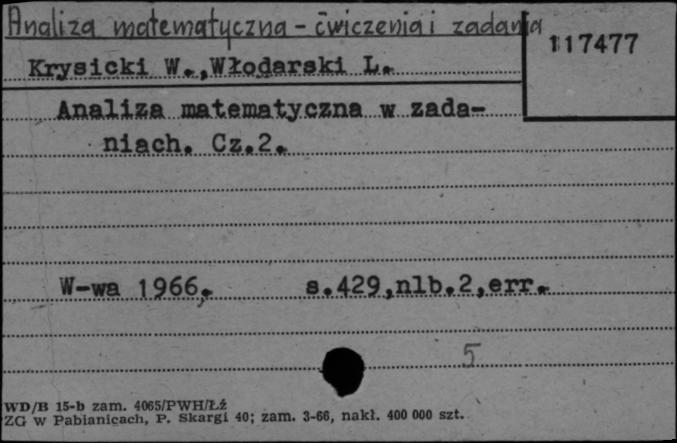 Analiza matematyczna - ćwiczenia i zadania
117477
Krysicki W., Włodarski L.
Analiza matematyczna w zada-
niach. Cz.2.
W-wa 1966. s.429,nlb.2,err.
5
WD/B 15-b zam. 4065/PWH/Łź
ZG w Pabianicach, P. Skargi 40; zam. 3-66, nakł. 400 000 szt.